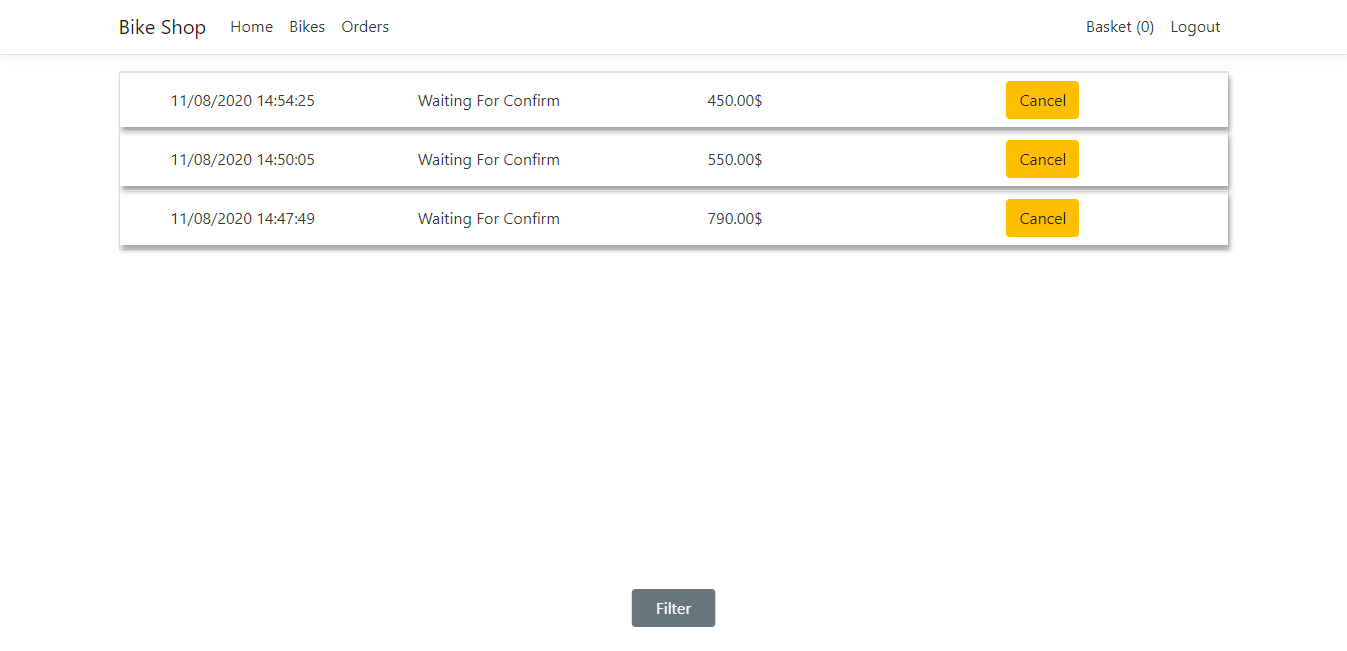 Bike Shop Home Bikes Orders Basket (0) Logout
11/08/2020 14:54:25 Waiting For Confirm 450.00$ Cancel
11/08/2020 14:50:05 Waiting For Confirm 550.00$ Cancel
11/08/2020 14:47:49 Waiting For Confirm 790.00$ Cancel
Filter